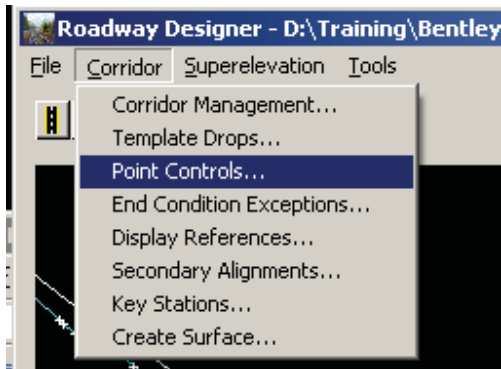 Roadway Designer - D:\Training\Bentley
File Corridor Superelevation Tools
Corridor Management...
Template Drops...
Point Controls...
End Condition Exceptions...
Display References...
Secondary Alignments...
Key Stations...
Create Surface...